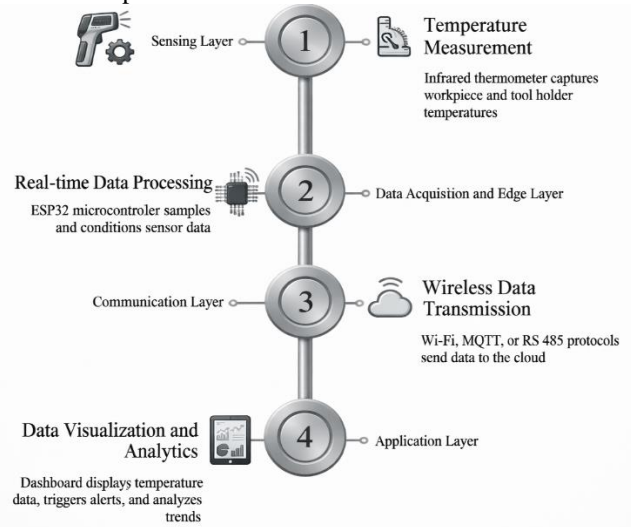 Sensing Layer
1
Temperature
Measurement
Infrared thermometer captures
workpiece and tool holder
temperatures
Real-time Data Processing
ESP32 microcontroler samples
and conditions sensor data
2
Data Acquistion and Edge Layer
Communication Layer
3
Wireless Data
Transmission
Wi-Fi, MQTT, or RS 485 protocols
send data to the cloud
Data Visualization and
Analytics
Dashboard displays temperature
data, triggers alerts, and analyzes
trends
4
Application Layer